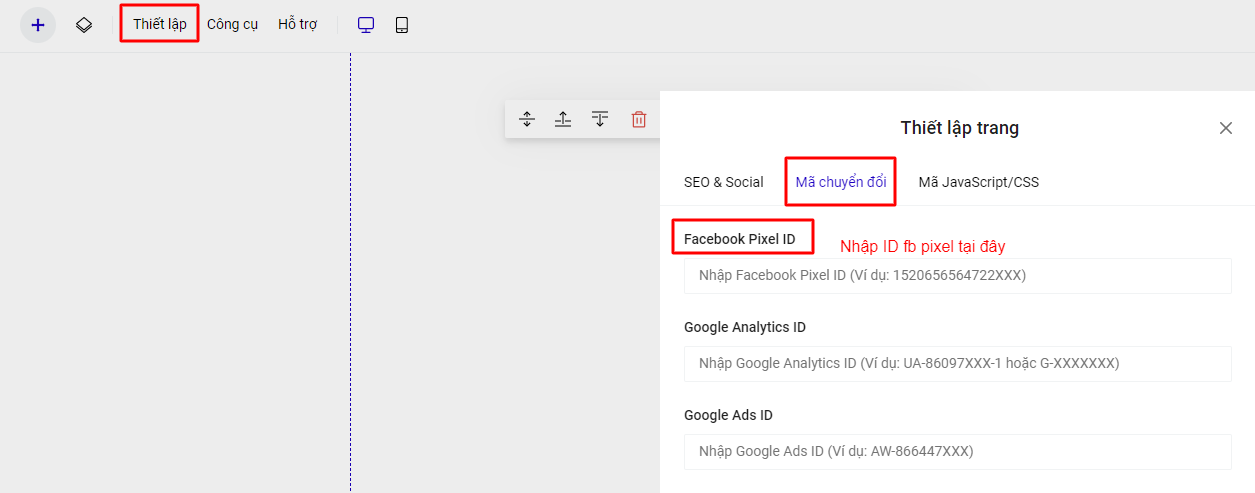 Thiết lập Công cụ Hỗ trợ
Thiết lập trang
SEO & Social Mã chuyển đổi Mã JavaScript/CSS
Facebook Pixel ID
Nhập ID fb pixel tại đây
Nhập Facebook Pixel ID (Ví dụ: 1520656564722XXX)
Google Analytics ID
Nhập Google Analytics ID (Ví dụ: UA-86097XXX-1 hoặc G-XXXXXXX)
Google Ads ID
Nhập Google Ads ID (Ví dụ: AW-866447XXX)